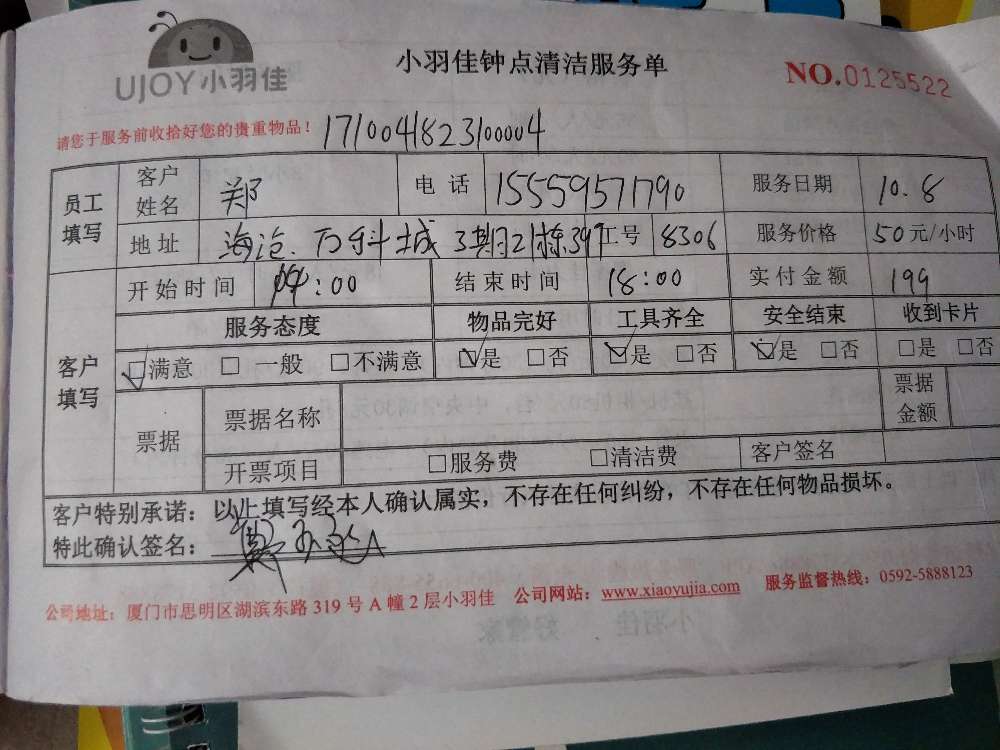 UJOY小羽佳
小羽佳钟点清洁服务单
NO.0125522
请您于服务前收拾好您的贵重物品！ 171004182310004
员工填写 客户姓名 郑 电话 15559571790 服务日期 10.8
地址 海沧.万科城 3期21栋397 工号 8306 服务价格 50元/小时
客户填写 开始时间 14:00 结束时间 18:00 实付金额 199
服务态度 物品完好 工具齐全 安全结束 收到卡片
☑满意 □一般 □不满意 ☑是 □否 ☑是 □否 ☑是 □否 □是 □否
票据 票据名称 票据金额
开票项目 □服务费 □清洁费 客户签名
客户特别承诺：以上填写经本人确认属实，不存在任何纠纷，不存在任何物品损坏。
特此确认签名：
公司地址：厦门市思明区湖滨东路 319 号 A 幢 2 层小羽佳 公司网站：www.xiaoyujia.com 服务监督热线：0592-5888123